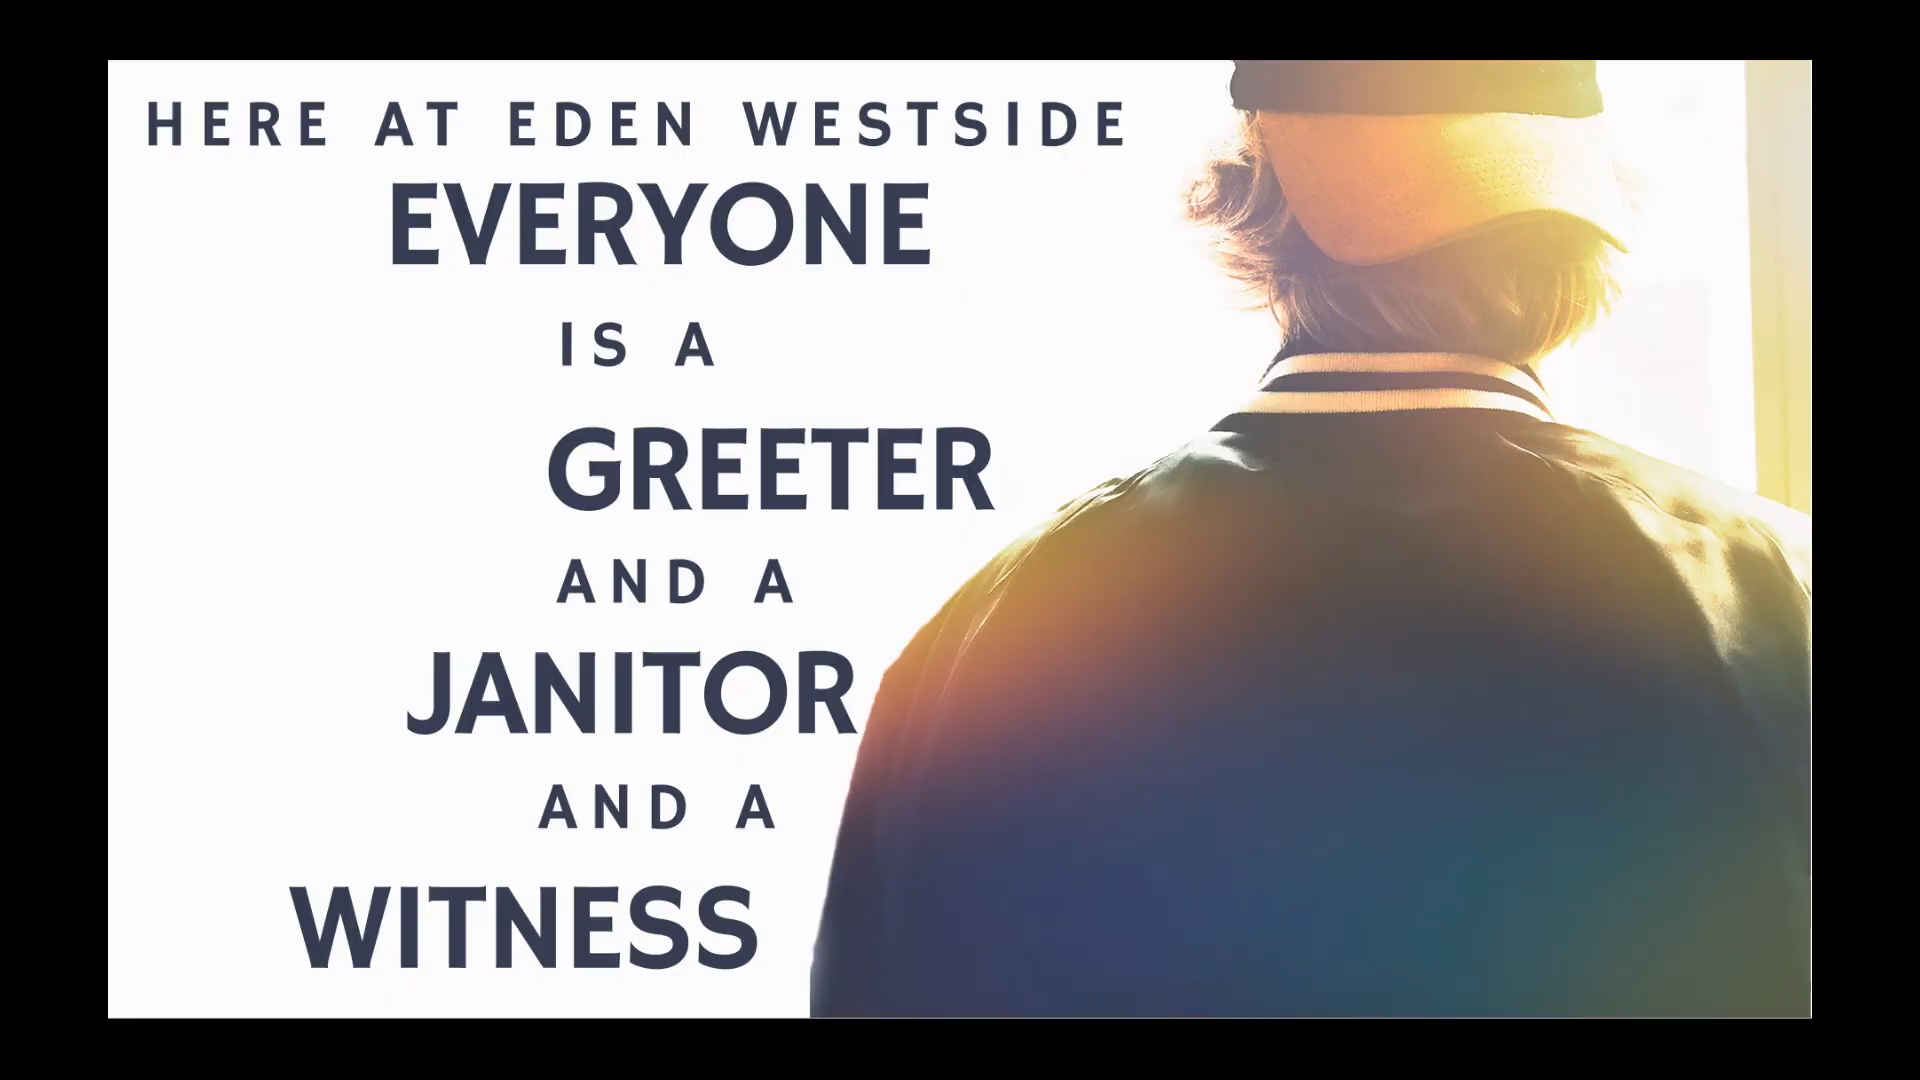 HERE AT EDEN WESTSIDE
EVERYONE
IS A
GREETER
AND A
JANITOR
AND A
WITNESS